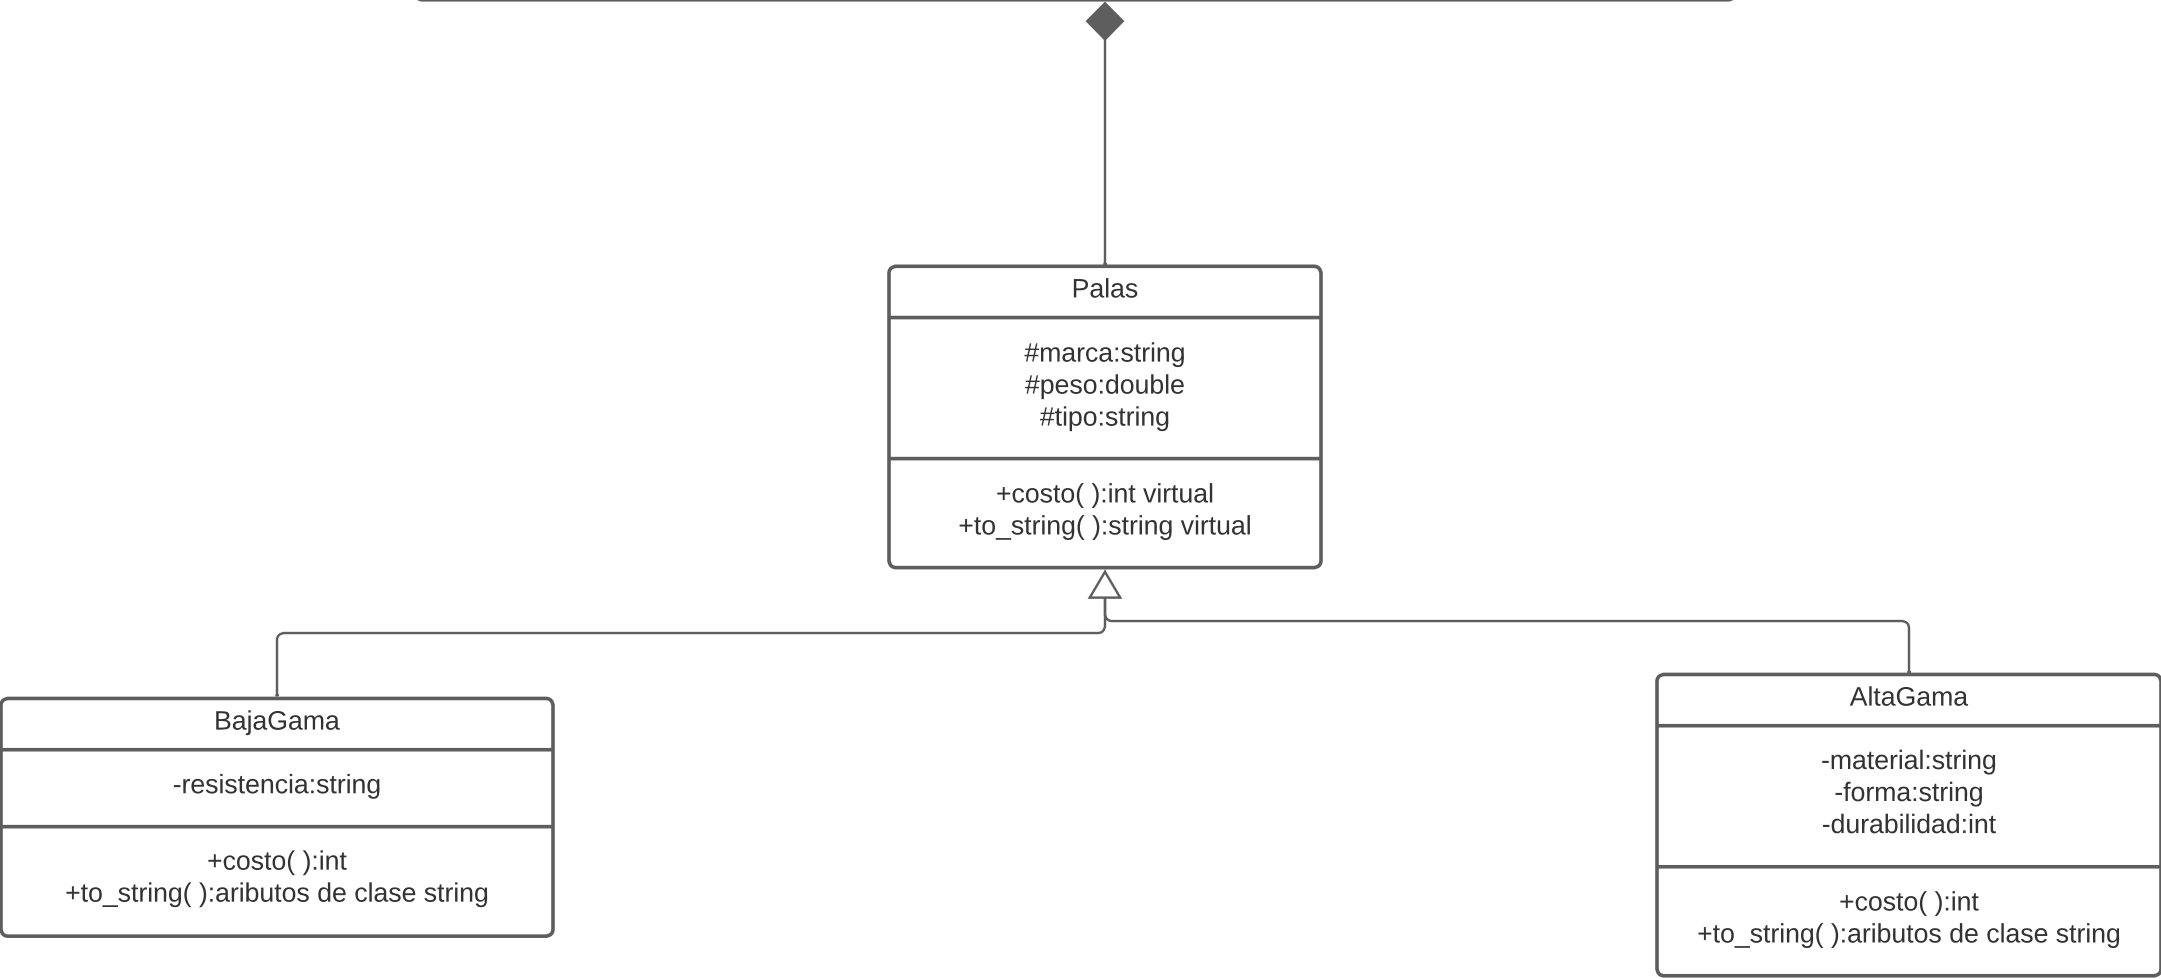 Palas
#marca:string
#peso:double
#tipo:string
+costo( ):int virtual
+to_string( ):string virtual
BajaGama
-resistencia:string
+costo( ):int
+to_string( ):aributos de clase string
AltaGama
-material:string
-forma:string
-durabilidad:int
+costo( ):int
+to_string( ):aributos de clase string